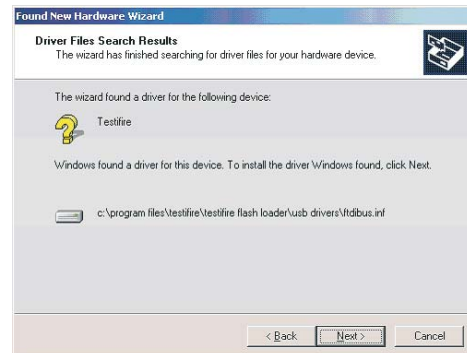 Found New Hardware Wizard
Driver Files Search Results
The wizard has finished searching for driver files for your hardware device.
The wizard found a driver for the following device:
Testifire
Windows found a driver for this device. To install the driver Windows found, click Next.
c:\program files\testifire\testifire flash loader\usb drivers\ftdibus.inf
< Back
Next >
Cancel